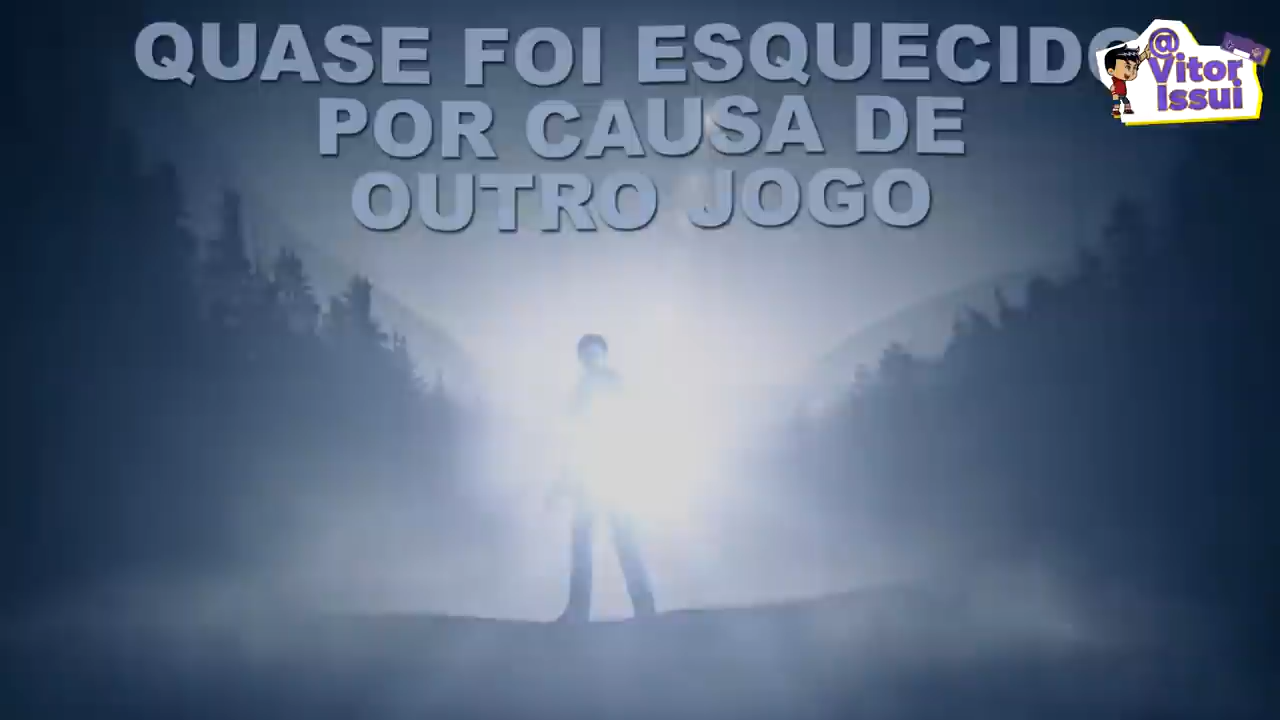 QUASE FOI ESQUECIDO
POR CAUSA DE
OUTRO JOGO
@
Vitor
Issui